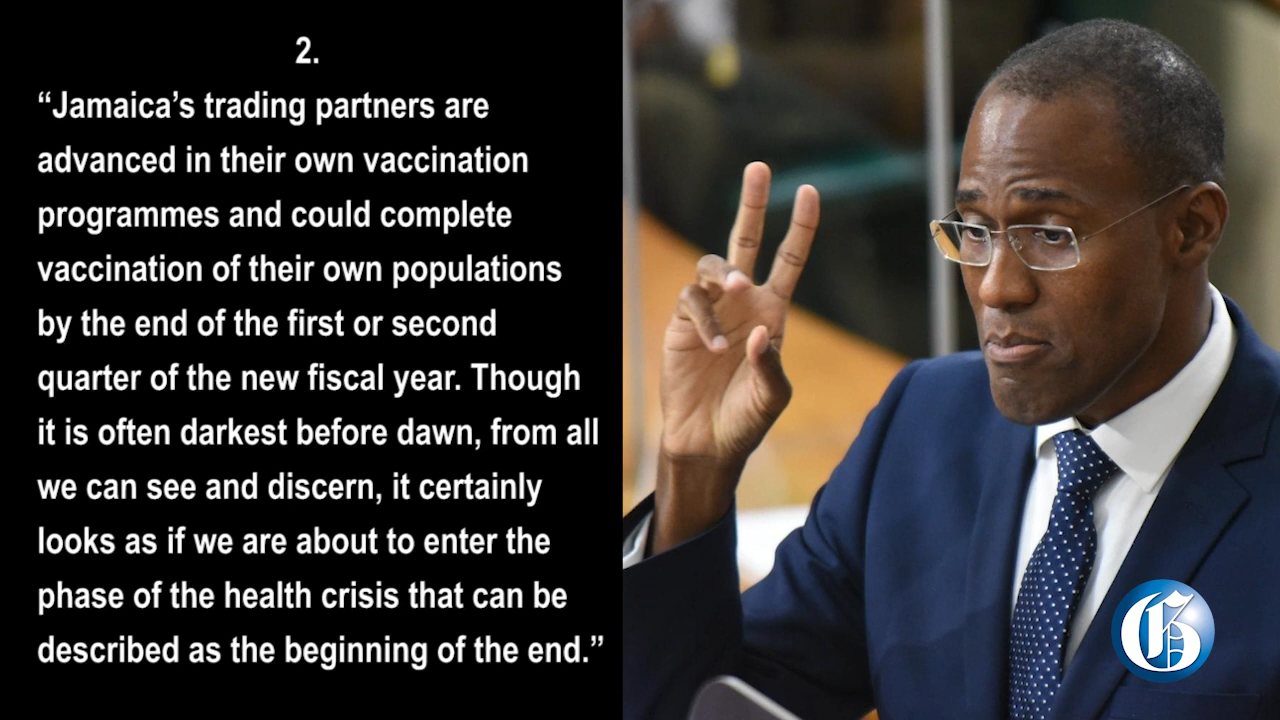 2.
“Jamaica’s trading partners are
advanced in their own vaccination
programmes and could complete
vaccination of their own populations
by the end of the first or second
quarter of the new fiscal year. Though
it is often darkest before dawn, from all
we can see and discern, it certainly
looks as if we are about to enter the
phase of the health crisis that can be
described as the beginning of the end.”
G